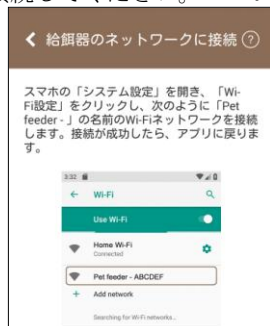 給餌器のネットワークに接続 ?
スマホの「システム設定」を開き、「Wi-
Fi設定」をクリックし、次のように「Pet
feeder - 」の名前のWi-Fiネットワークを接続
します。接続が成功したら、アプリに戻りま
す。
3:32
Wi-Fi
Use Wi-Fi
Home Wi-Fi
Connected
Pet feeder - ABCDEF
Add network
Searching for Wi-Fi networks...